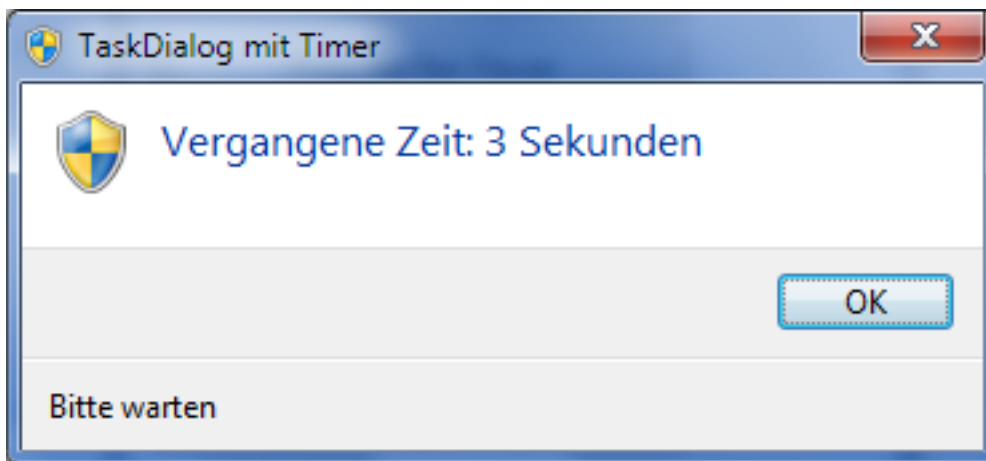 TaskDialog mit Timer
Vergangene Zeit: 3 Sekunden
OK
Bitte warten